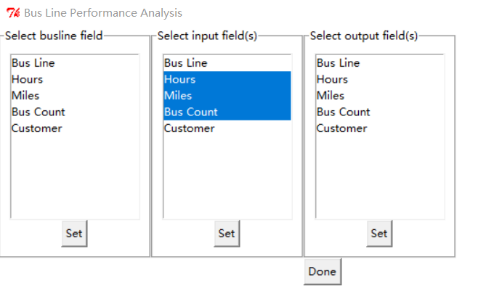 Bus Line Performance Analysis
Select busline field
Bus Line
Hours
Miles
Bus Count
Customer
Set
Select input field(s)
Bus Line
Hours
Miles
Bus Count
Customer
Set
Select output field(s)
Bus Line
Hours
Miles
Bus Count
Customer
Set
Done